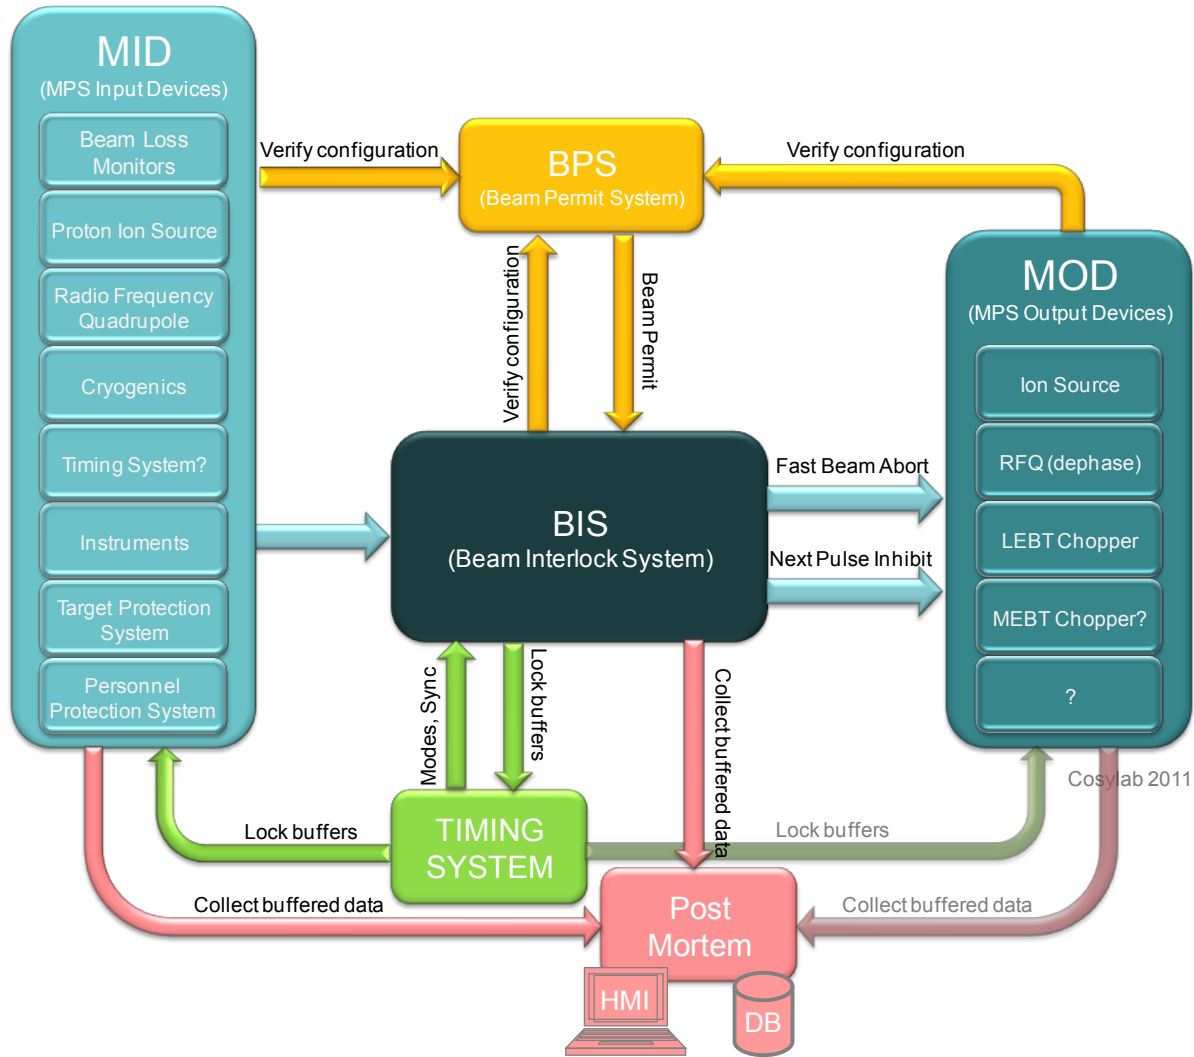 MID
(MPS Input Devices)
Beam Loss
Monitors
Proton Ion Source
Radio Frequency
Quadrupole
Cryogenics
Timing System?
Instruments
Target Protection
System
Personnel
Protection System
Verify configuration
BPS
(Beam Permit System)
Verify configuration
Verify configuration
Beam Permit
MOD
(MPS Output Devices)
Ion Source
RFQ (dephase)
LEBT Chopper
MEBT Chopper?
?
BIS
(Beam Interlock System)
Fast Beam Abort
Next Pulse Inhibit
Modes, Sync
Lock buffers
Collect buffered data
Cosylab 2011
Lock buffers
TIMING
SYSTEM
Lock buffers
Collect buffered data
Post
Mortem
Collect buffered data
HMI
DB